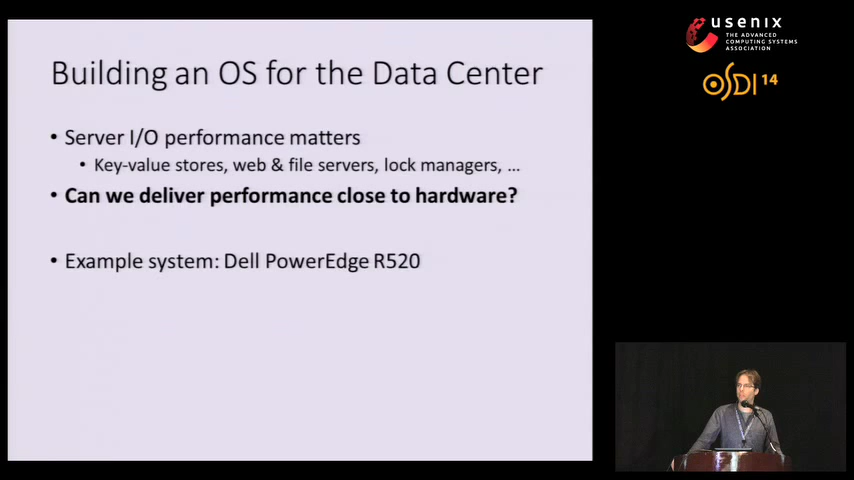 Building an OS for the Data Center
• Server I/O performance matters
• Key-value stores, web & file servers, lock managers, ...
• Can we deliver performance close to hardware?
• Example system: Dell PowerEdge R520
usenix
THE ADVANCED
COMPUTING SYSTEMS
ASSOCIATION
OSDI 14